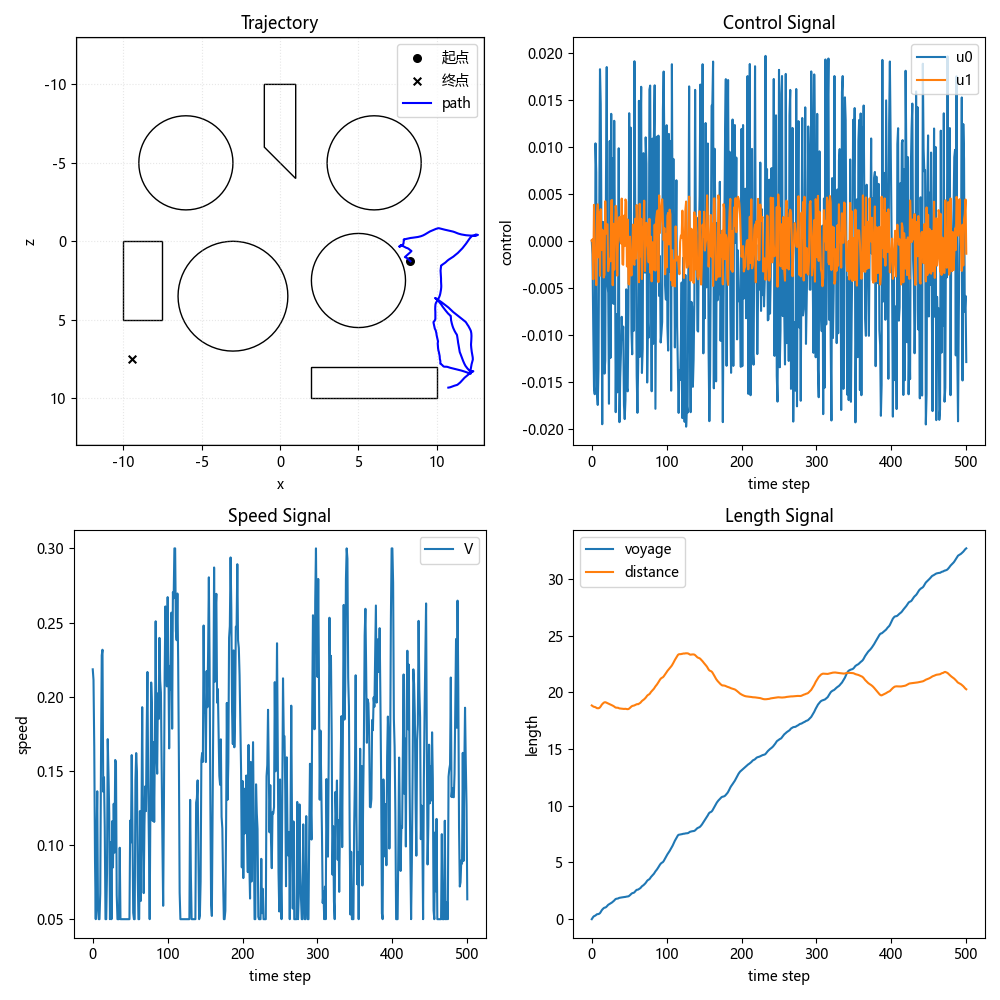 Trajectory
起点
终点
path
-10
-5
0
5
10
z
-10
-5
0
5
10
x
Control Signal
u0
u1
0.020
0.015
0.010
0.005
0.000
-0.005
-0.010
-0.015
-0.020
control
0
100
200
300
400
500
time step
Speed Signal
V
0.30
0.25
0.20
0.15
0.10
0.05
speed
0
100
200
300
400
500
time step
Length Signal
voyage
distance
30
25
20
15
10
5
0
length
0
100
200
300
400
500
time step